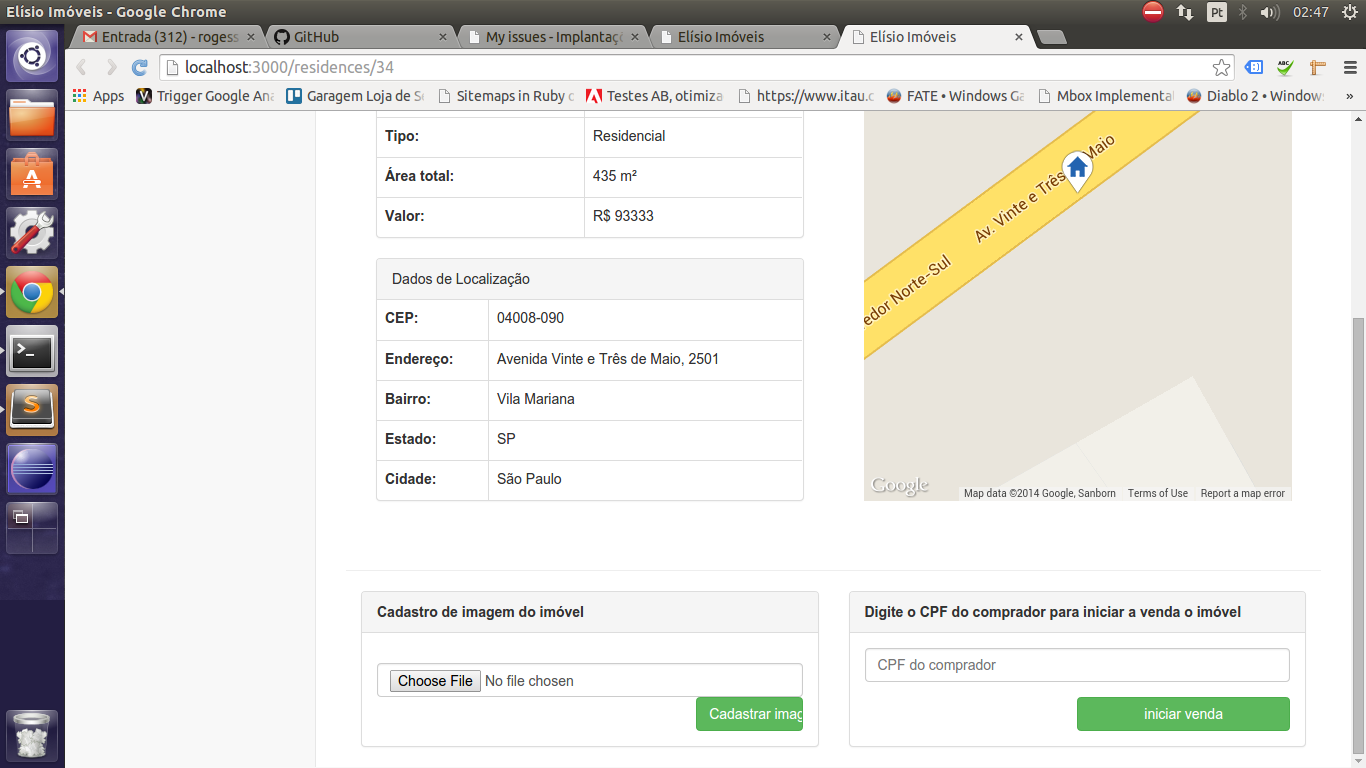 Elísio Imóveis - Google Chrome
Pt
02:47
Entrada (312) - rogess
GitHub
My issues - Implantaç
Elísio Imóveis
Elísio Imóveis
localhost:3000/residences/34
ABC
Apps
Trigger Google Ana
Garagem Loja de Se
Sitemaps in Ruby o
Testes AB, otimiza
https://www.itau.c
FATE • Windows Ga
Mbox Implementa
Diablo 2 • Windows
»
Tipo:
Residencial
Área total:
435 m²
Valor:
R$ 93333
Dados de Localização
CEP:
04008-090
Endereço:
Avenida Vinte e Três de Maio, 2501
Bairro:
Vila Mariana
Estado:
SP
Cidade:
São Paulo
Av. Vinte e Três Maio
edor Norte-Sul
Google
Map data ©2014 Google, Sanborn
Terms of Use
Report a map error
Cadastro de imagem do imóvel
Choose File
No file chosen
Cadastrar imag
Digite o CPF do comprador para iniciar a venda o imóvel
CPF do comprador
iniciar venda